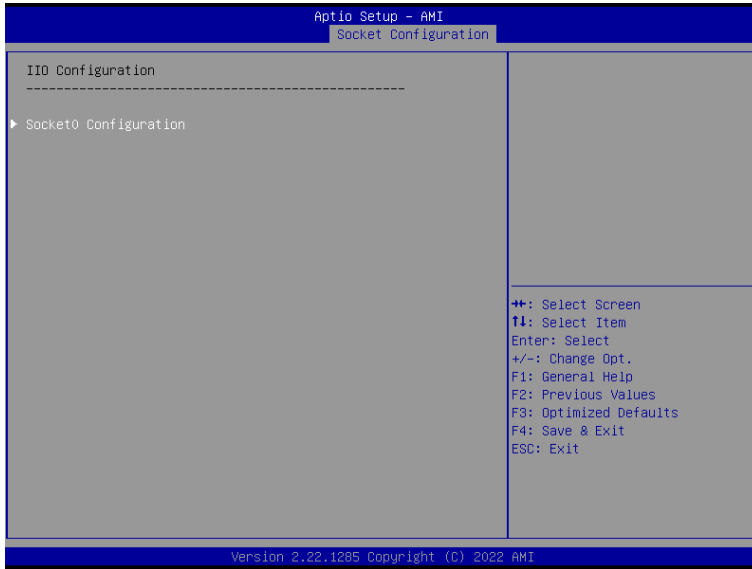 Aptio Setup - AMI
Socket Configuration
IIO Configuration
--------------------------------------------------
Socket0 Configuration
→←: Select Screen
↑↓: Select Item
Enter: Select
+/-: Change Opt.
F1: General Help
F2: Previous Values
F3: Optimized Defaults
F4: Save & Exit
ESC: Exit
Version 2.22.1285 Copyright (C) 2022 AMI